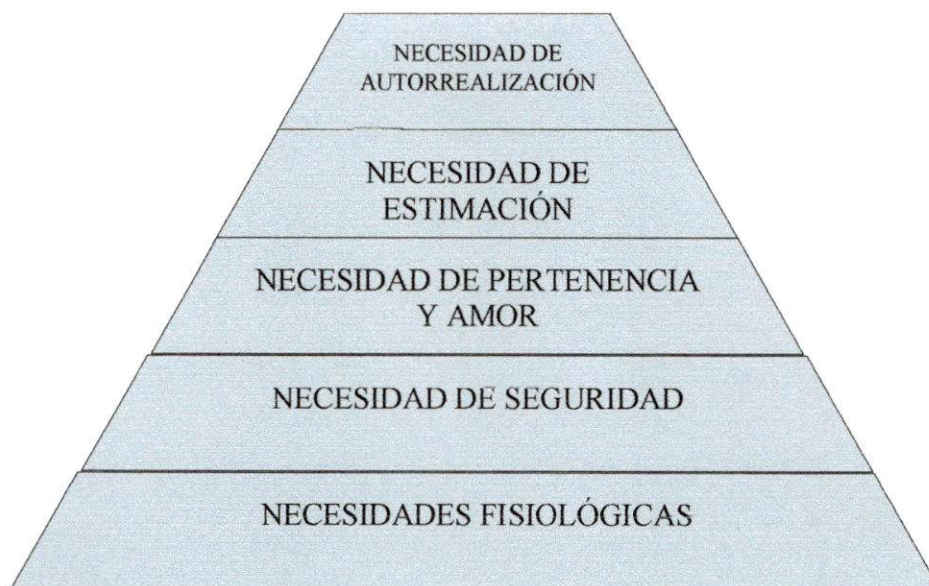 NECESIDAD DE
AUTORREALIZACIÓN
NECESIDAD DE
ESTIMACIÓN
NECESIDAD DE PERTENENCIA
Y AMOR
NECESIDAD DE SEGURIDAD
NECESIDADES FISIOLÓGICAS